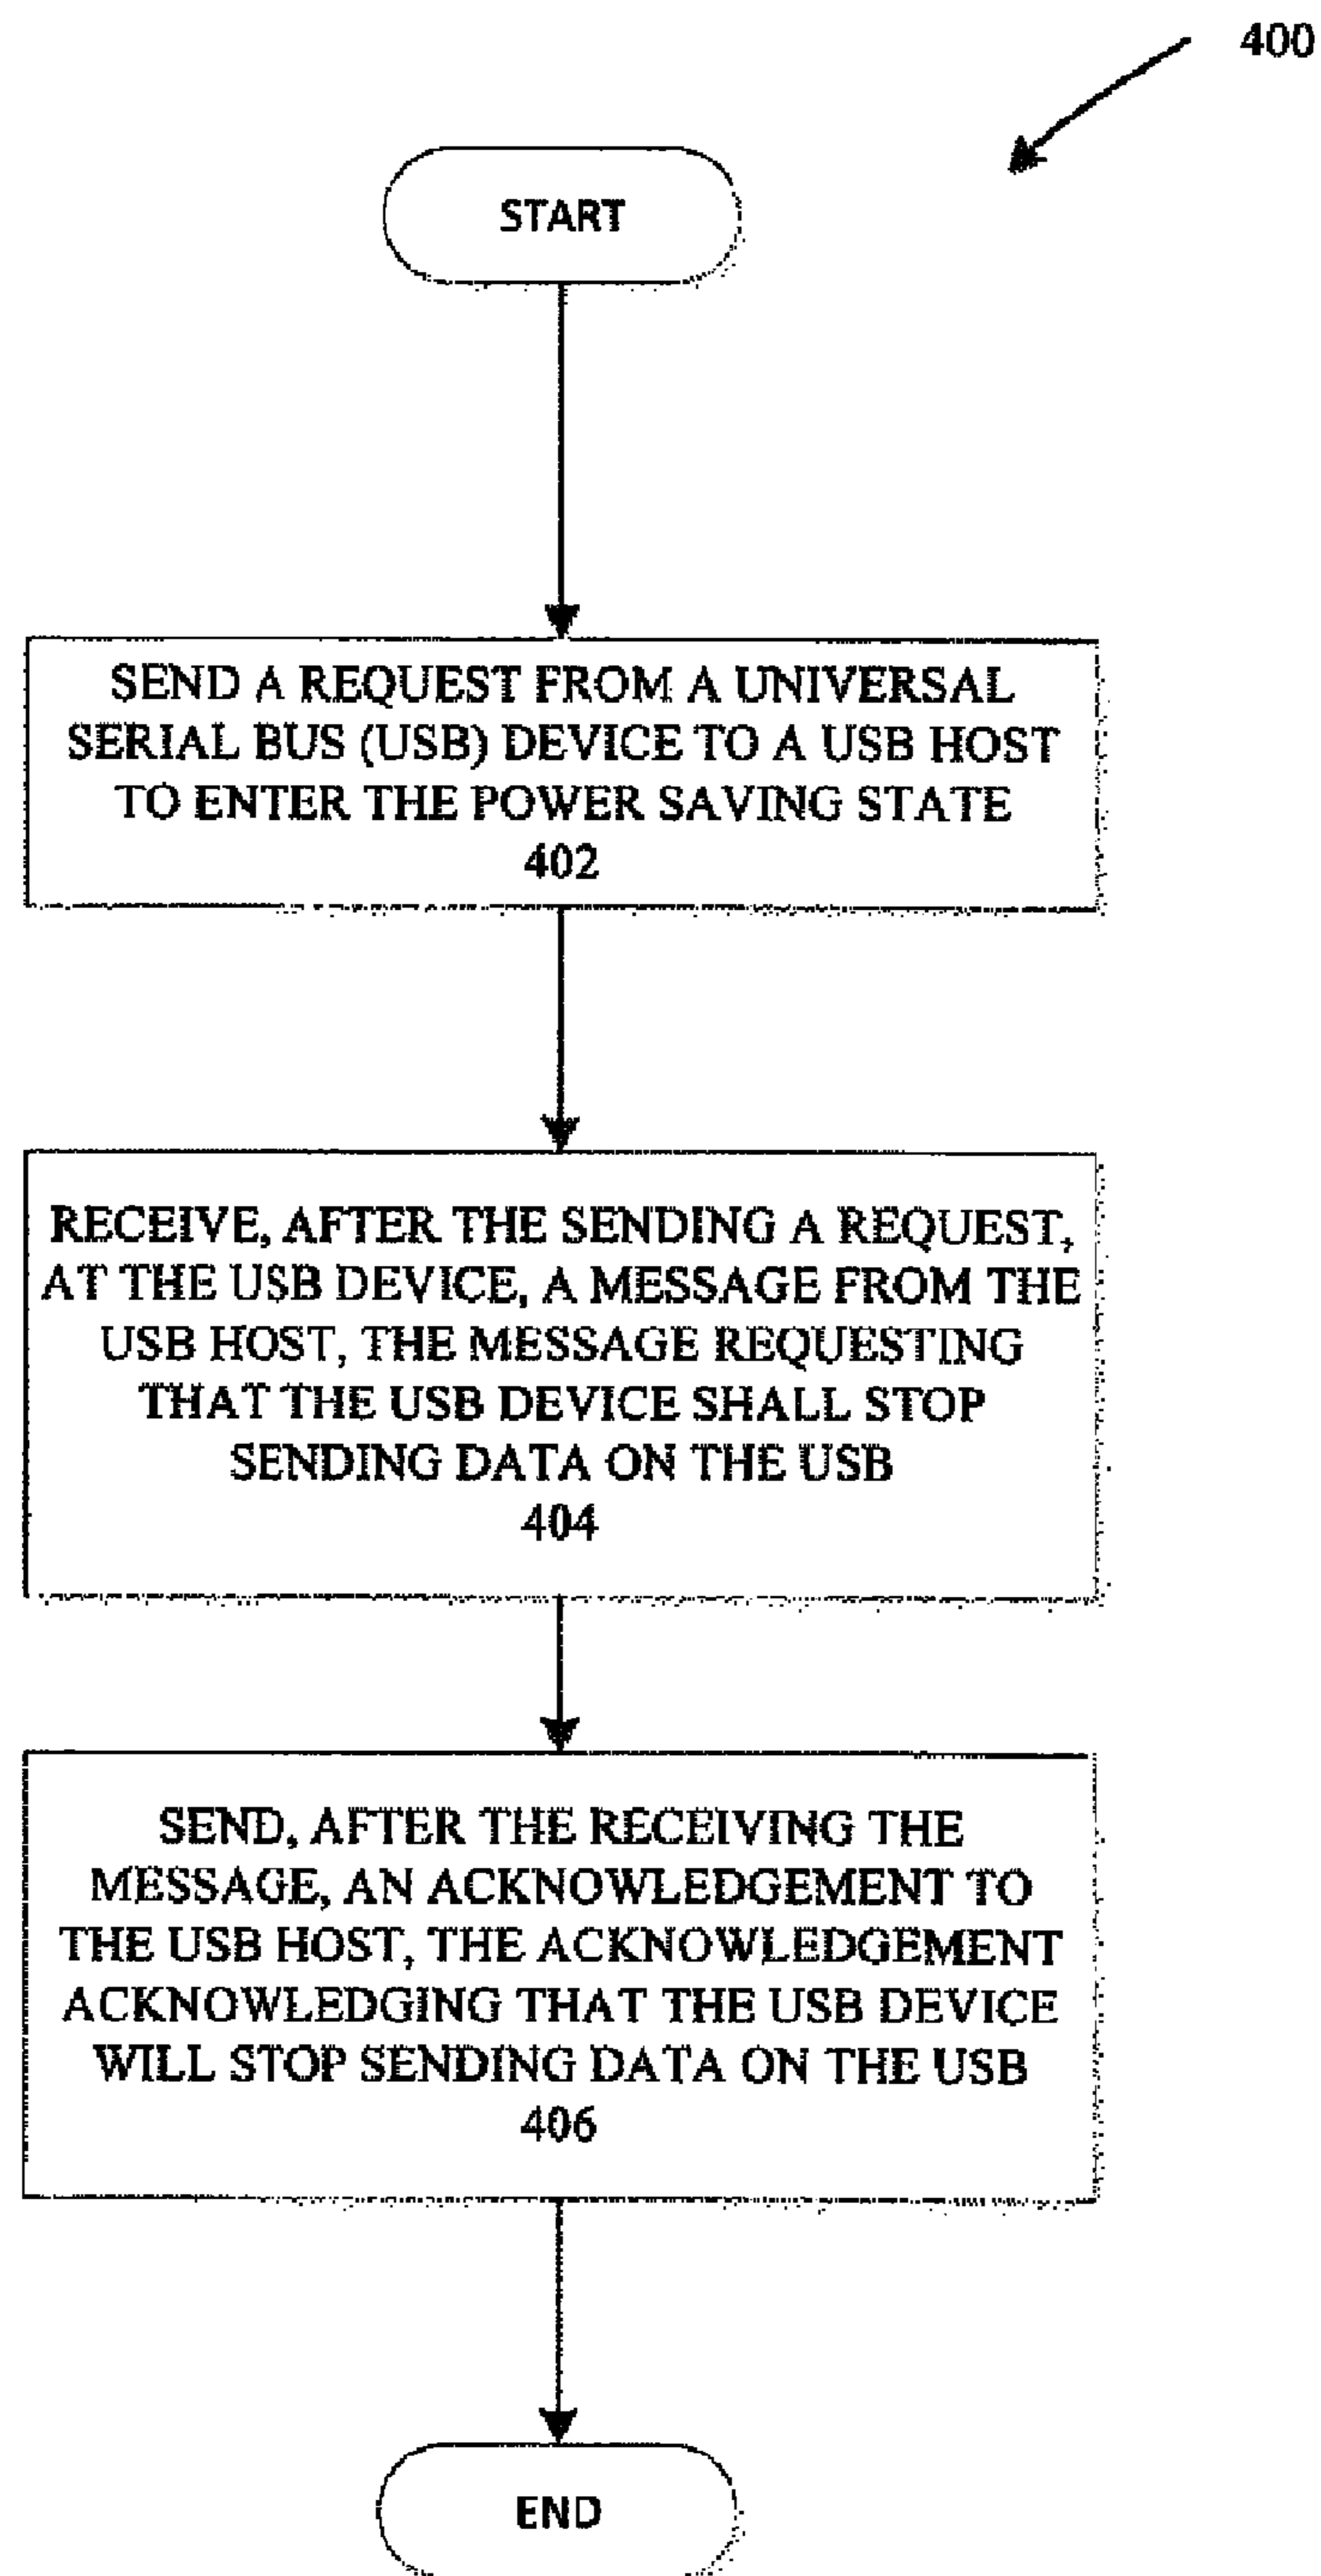 400
START
SEND A REQUEST FROM A UNIVERSAL
SERIAL BUS (USB) DEVICE TO A USB HOST
TO ENTER THE POWER SAVING STATE
402
RECEIVE, AFTER THE SENDING A REQUEST,
AT THE USB DEVICE, A MESSAGE FROM THE
USB HOST, THE MESSAGE REQUESTING
THAT THE USB DEVICE SHALL STOP
SENDING DATA ON THE USB
404
SEND, AFTER THE RECEIVING THE
MESSAGE, AN ACKNOWLEDGEMENT TO
THE USB HOST, THE ACKNOWLEDGEMENT
ACKNOWLEDGING THAT THE USB DEVICE
WILL STOP SENDING DATA ON THE USB
406
END